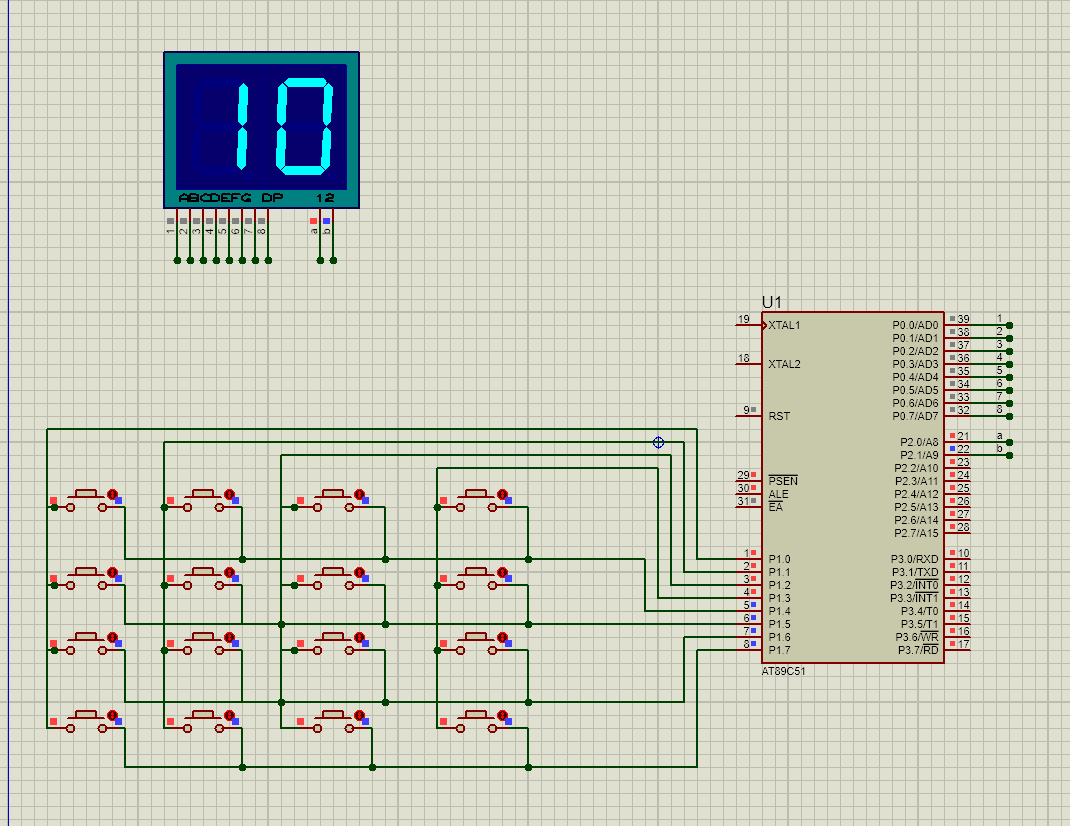 10
ABCDEFG DP 12
1 2 3 4 5 6 7 8 a b
U1
19 XTAL1 P0.0/AD0 39 1
P0.1/AD1 38 2
P0.2/AD2 37 3
18 XTAL2 P0.3/AD3 36 4
P0.4/AD4 35 5
P0.5/AD5 34 6
P0.6/AD6 33 7
9 RST P0.7/AD7 32 8
P2.0/A8 21 a
P2.1/A9 22 b
P2.2/A10 23
29 PSEN P2.3/A11 24
30 ALE P2.4/A12 25
31 EA P2.5/A13 26
P2.6/A14 27
P2.7/A15 28
1 P1.0 P3.0/RXD 10
2 P1.1 P3.1/TXD 11
3 P1.2 P3.2/INT0 12
4 P1.3 P3.3/INT1 13
5 P1.4 P3.4/T0 14
6 P1.5 P3.5/T1 15
7 P1.6 P3.6/WR 16
8 P1.7 P3.7/RD 17
AT89C51